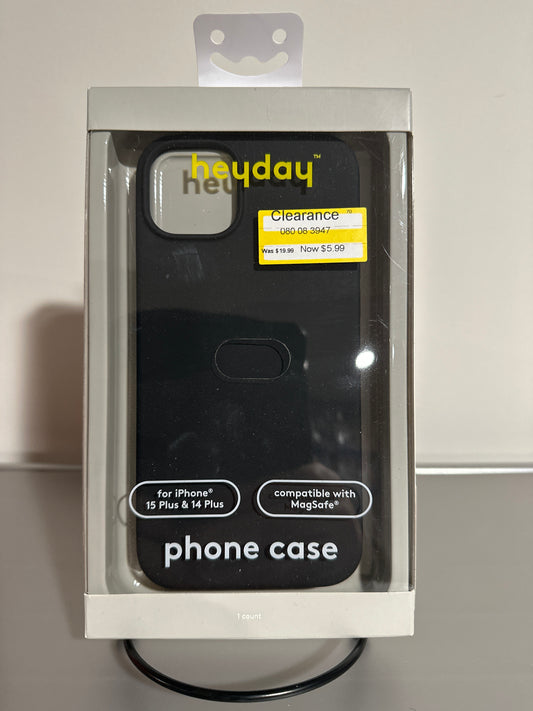 heyday™
Clearance 70
080 08 3947
Was $19.99 Now $5.99
for iPhone®
15 Plus & 14 Plus
compatible with
MagSafe®
phone case
1 count